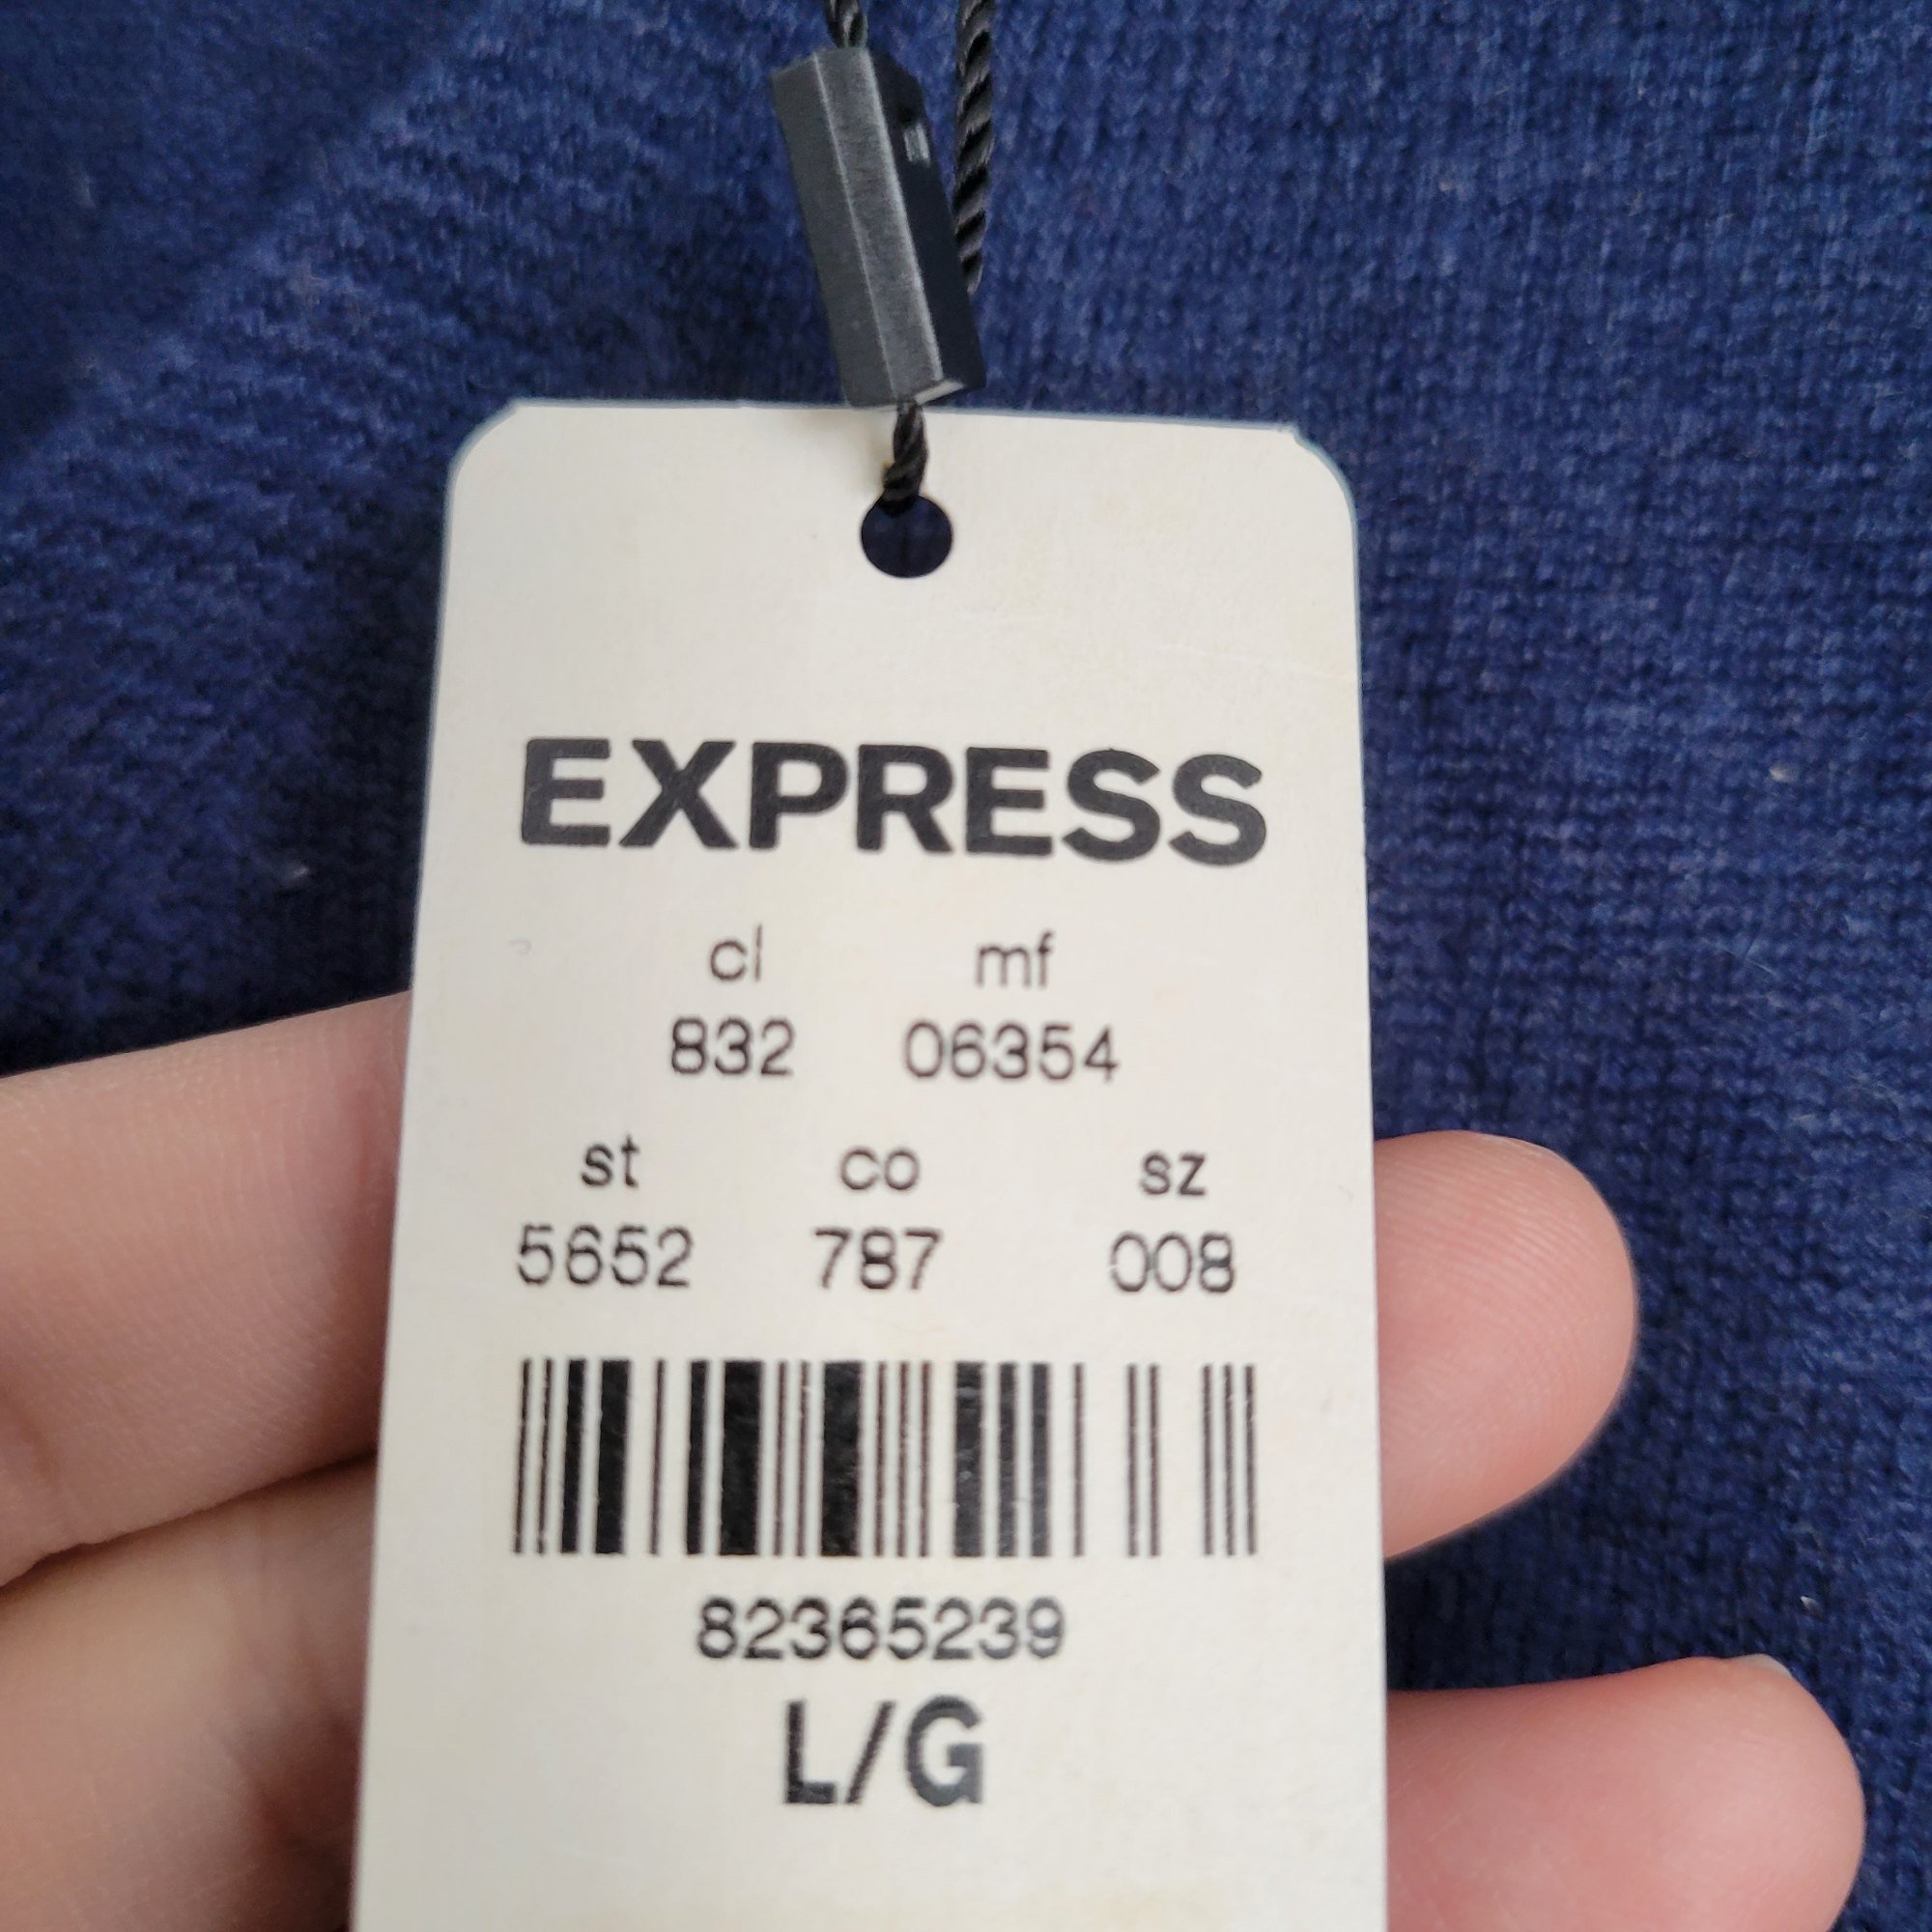 EXPRESS
cl mf
832 06354
st co sz
5652 787 008
82365239
L/G